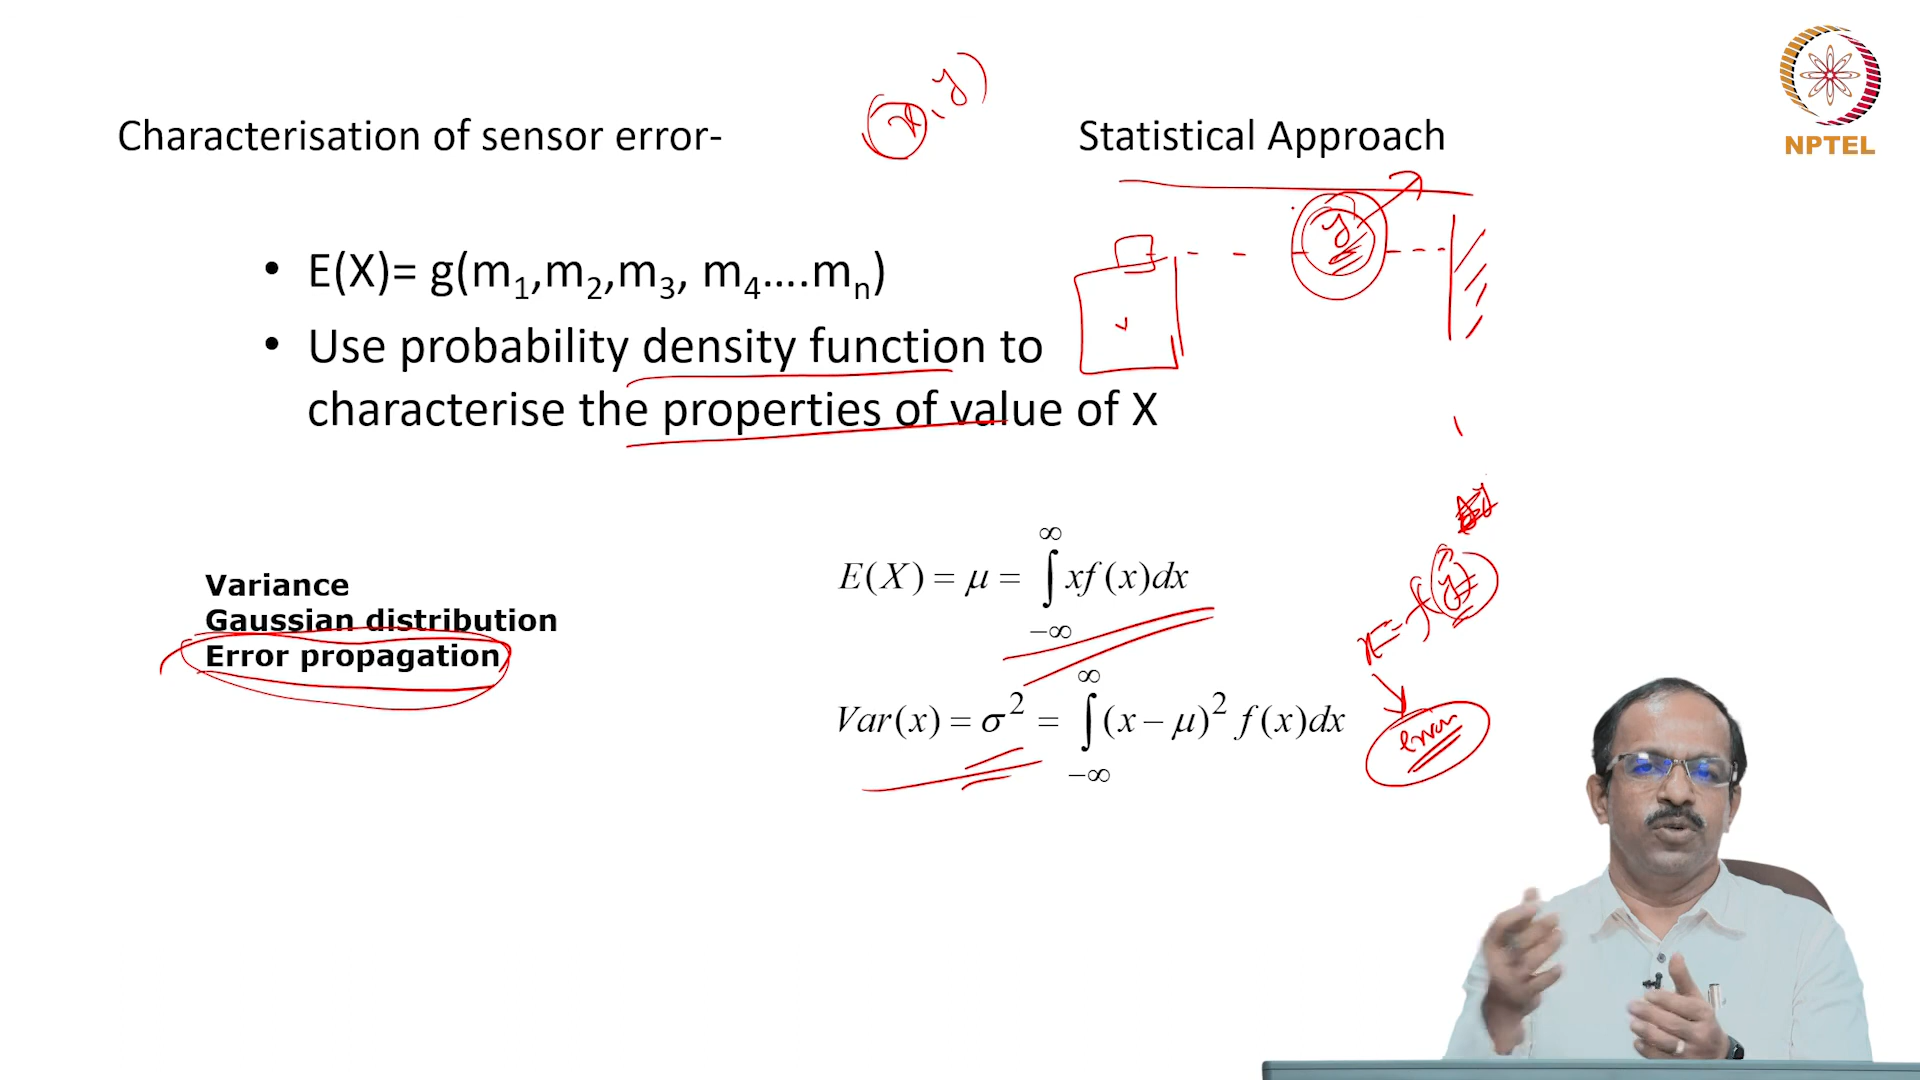 (x, y)
Characterisation of sensor error-
Statistical Approach
NPTEL
y
• E(X)= g(m₁,m₂,m₃, m₄….mₙ)
• Use probability density function to
characterise the properties of value of X
E(X) = μ = ∫_{-∞}^{∞} xf(x)dx
x = f(y)
Variance
Gaussian distribution
Error propagation
Var(x) = σ² = ∫_{-∞}^{∞} (x − μ)² f(x)dx
error